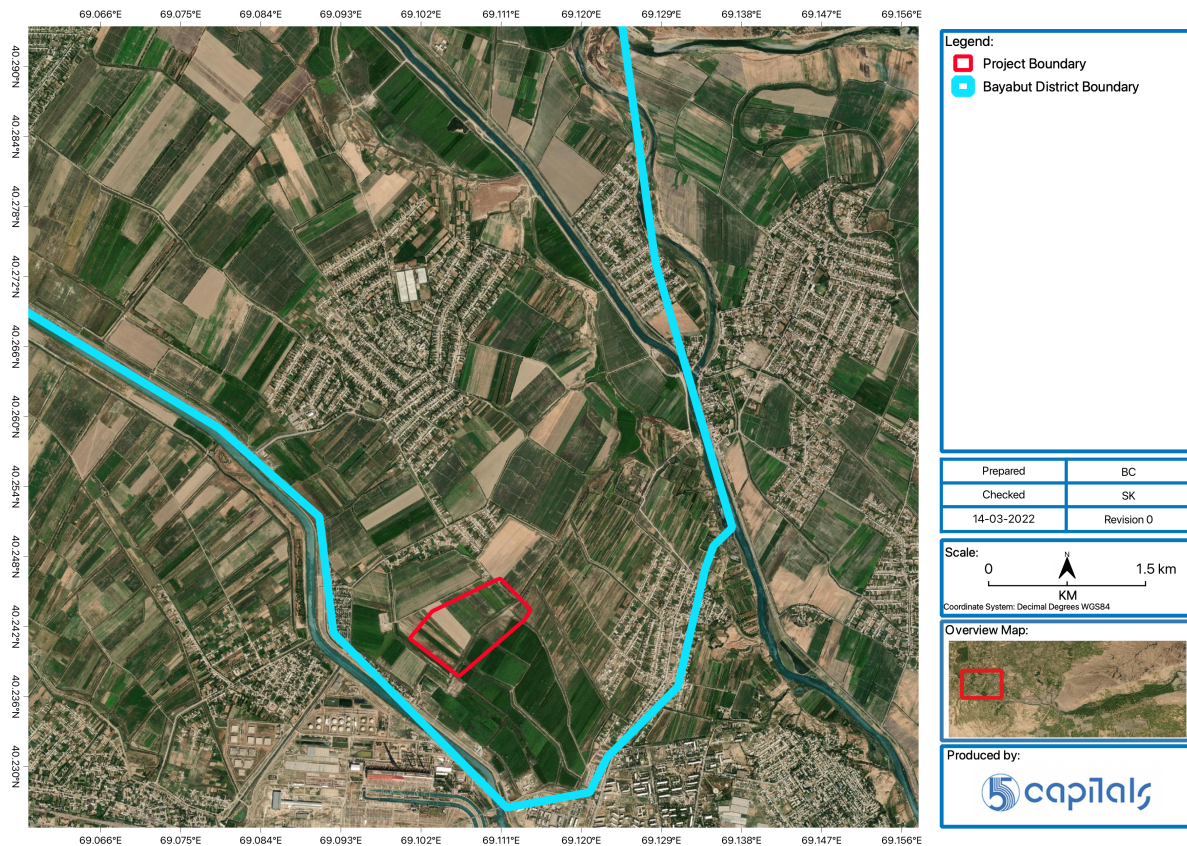 69.066°E 69.075°E 69.084°E 69.093°E 69.102°E 69.111°E 69.120°E 69.129°E 69.138°E 69.147°E 69.156°E
40.290°N
40.284°N
40.278°N
40.272°N
40.266°N
40.260°N
40.254°N
40.248°N
40.242°N
40.236°N
40.230°N
69.066°E 69.075°E 69.084°E 69.093°E 69.102°E 69.111°E 69.120°E 69.129°E 69.138°E 69.147°E 69.156°E
Legend:
Project Boundary
Bayabut District Boundary
Prepared BC
Checked SK
14-03-2022 Revision 0
Scale:
N
0 1.5 km
KM
Coordinate System: Decimal Degrees WGS84
Overview Map:
Produced by:
5 capitals